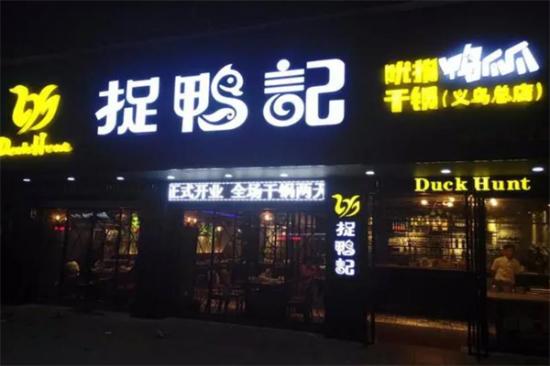 捉鸭記
Duck Hunt
吮指鸭爪爪
干锅(义乌总店)
正式开业 全场干锅两
Duck Hunt
捉鸭記